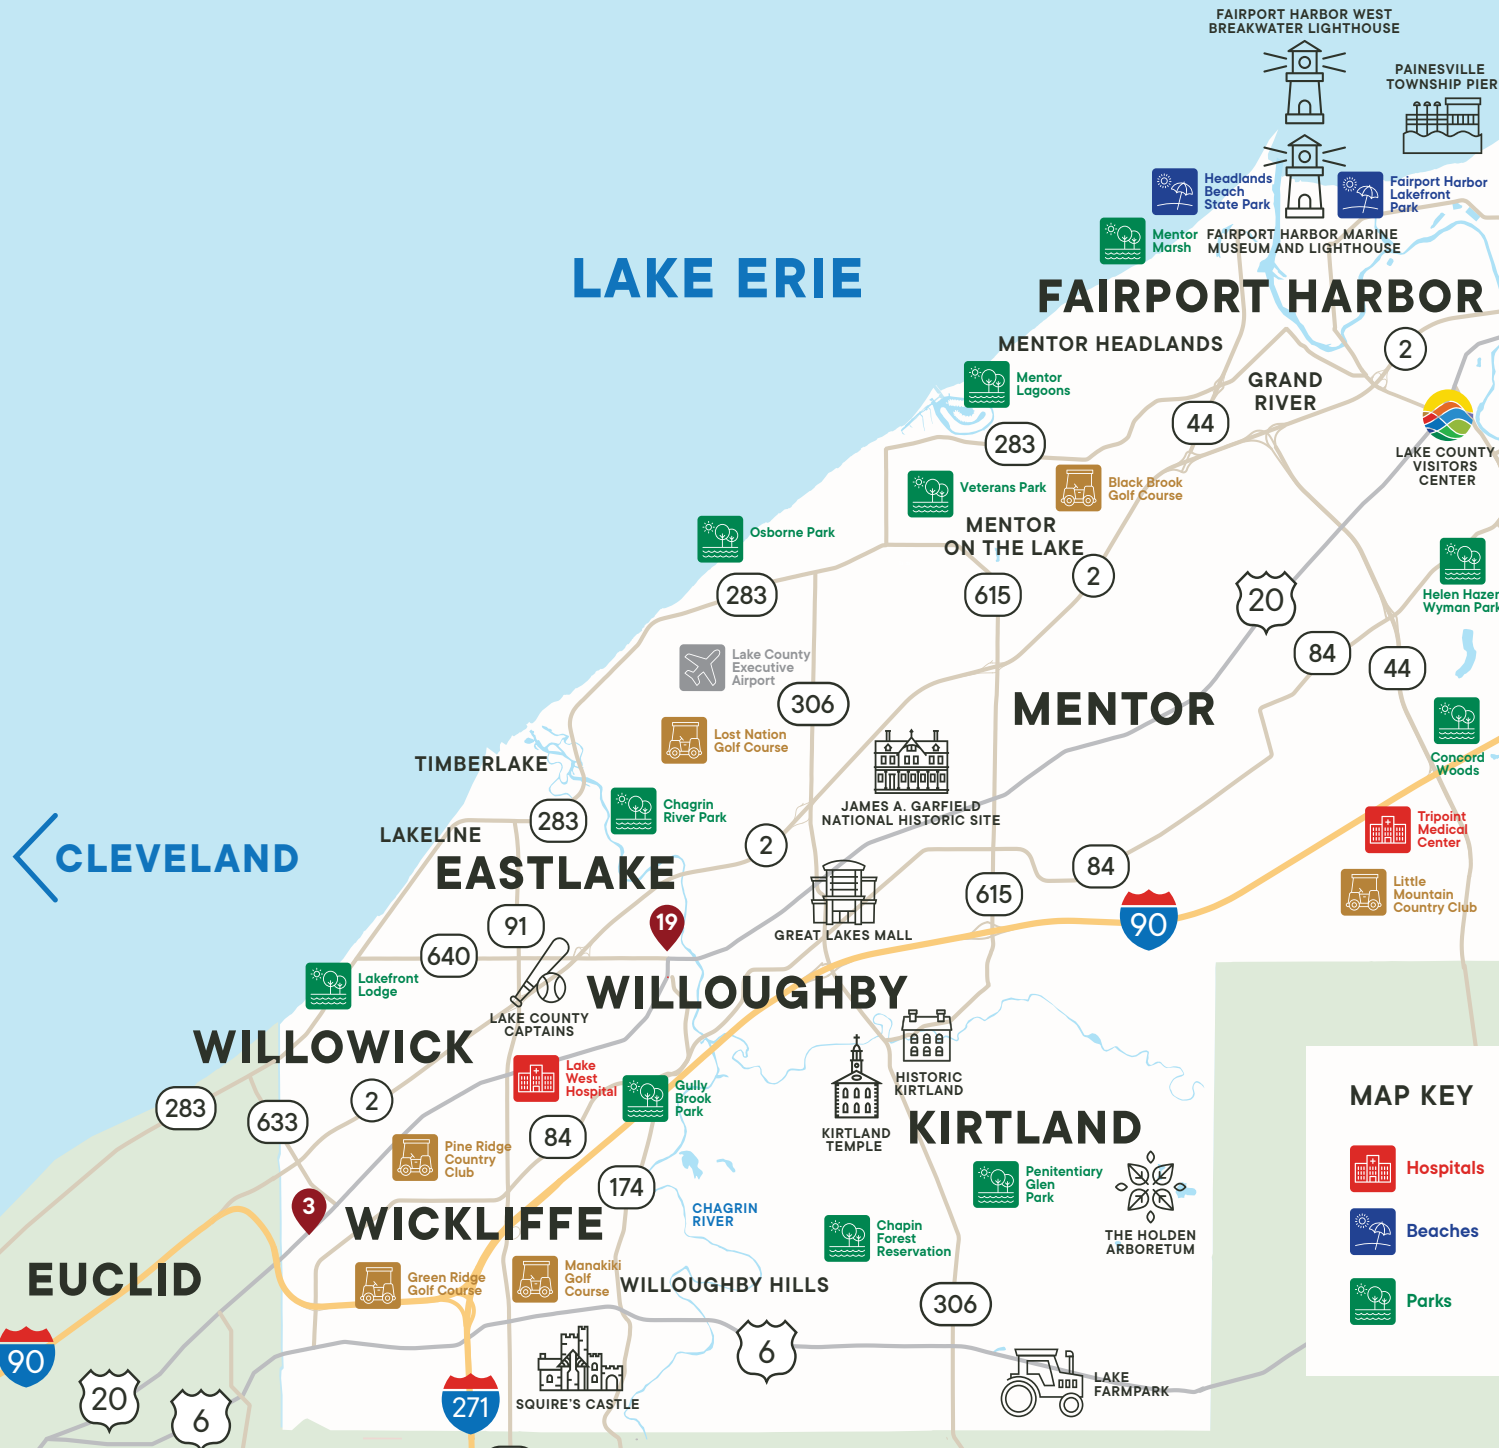 FAIRPORT HARBOR WEST
BREAKWATER LIGHTHOUSE
PAINESVILLE
TOWNSHIP PIER
Headlands
Beach
State Park
Fairport Harbor
Lakefront
Park
Mentor
Marsh
FAIRPORT HARBOR MARINE
MUSEUM AND LIGHTHOUSE
LAKE ERIE
FAIRPORT HARBOR
MENTOR HEADLANDS
2
Mentor
Lagoons
GRAND
RIVER
44
283
LAKE COUNTY
VISITORS
CENTER
Veterans Park
Black Brook
Golf Course
MENTOR
ON THE LAKE
Osborne Park
2
283
615
20
Helen Hazen
Wyman Park
Lake County
Executive
Airport
84
44
306
MENTOR
Lost Nation
Golf Course
TIMBERLAKE
Concord
Woods
JAMES A. GARFIELD
NATIONAL HISTORIC SITE
Chagrin
River Park
283
LAKELINE
Tripoint
Medical
Center
CLEVELAND
EASTLAKE
2
84
615
Little
Mountain
Country Club
91
19
90
GREAT LAKES MALL
640
Lakefront
Lodge
WILLOUGHBY
LAKE COUNTY
CAPTAINS
WILLOWICK
Lake
West
Hospital
HISTORIC
KIRTLAND
Gully
Brook
Park
283
633
2
KIRTLAND
TEMPLE
KIRTLAND
84
Pine Ridge
Country
Club
MAP KEY
Hospitals
Beaches
Parks
174
Penitentiary
Glen
Park
3
WICKLIFFE
CHAGRIN
RIVER
Chapin
Forest
Reservation
THE HOLDEN
ARBORETUM
EUCLID
Green Ridge
Golf Course
Manakiki
Golf
Course
WILLOUGHBY HILLS
306
90
6
20
6
271
SQUIRE'S CASTLE
LAKE
FARMPARK